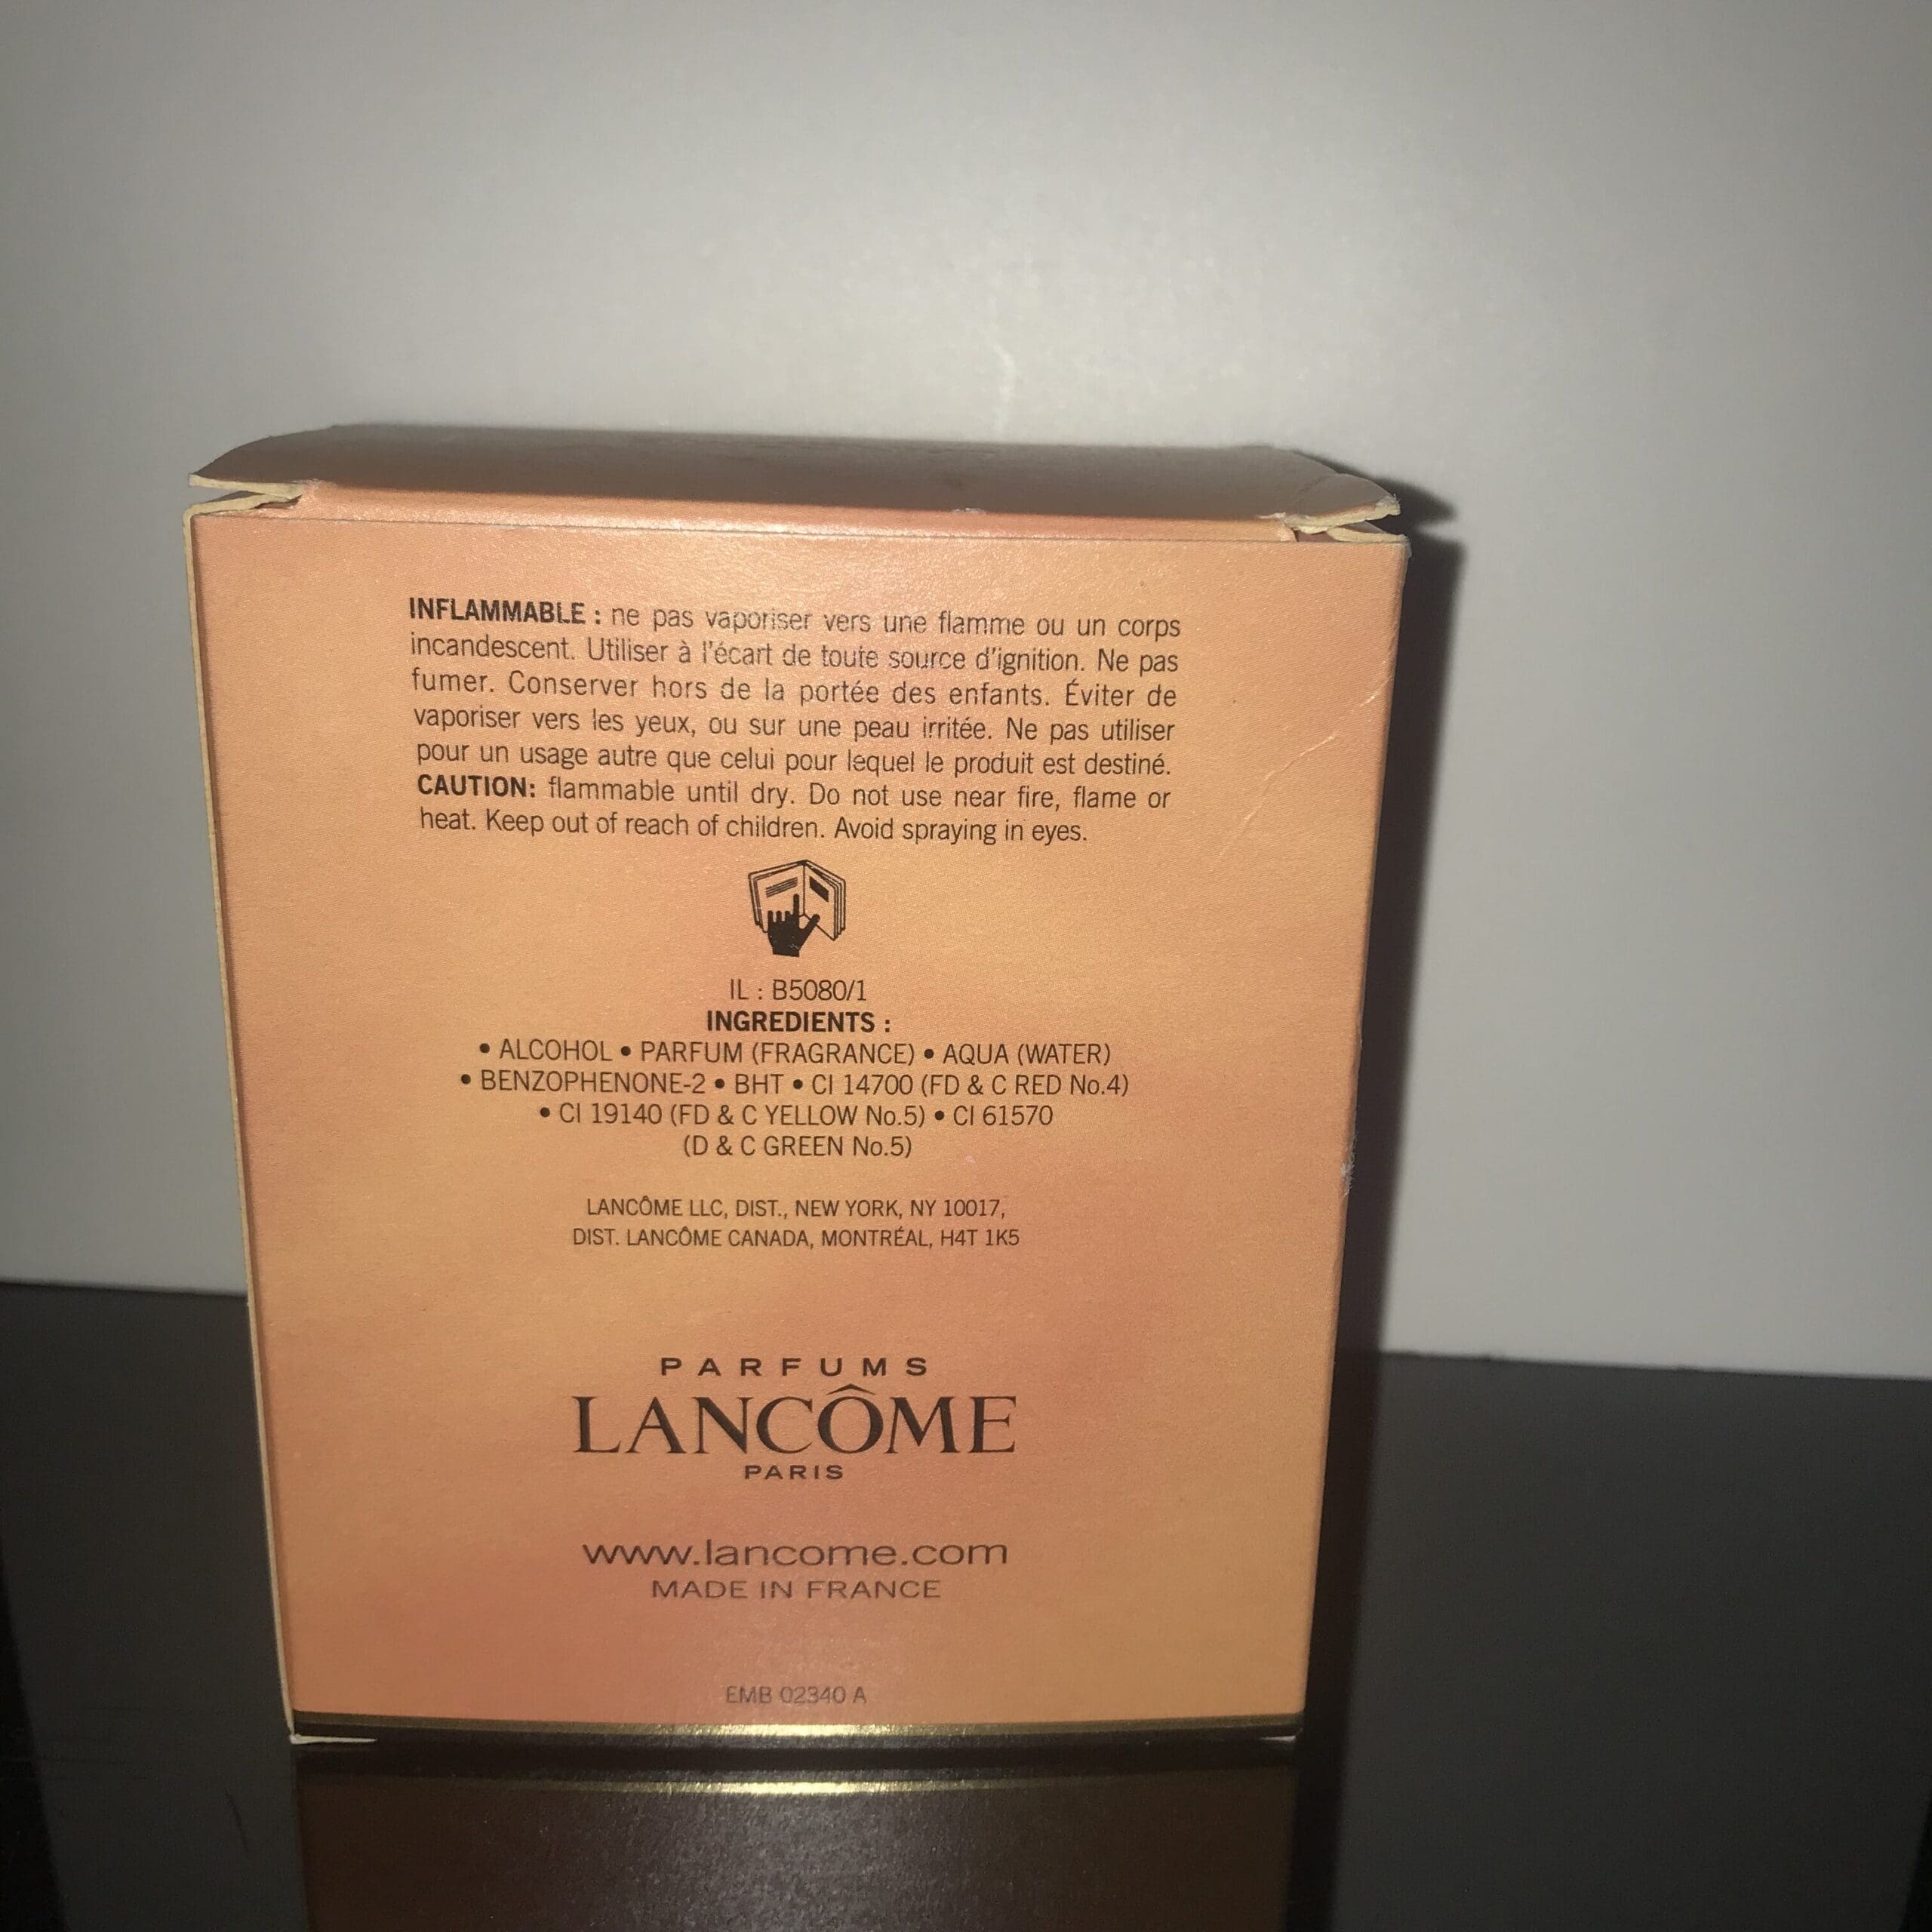 INFLAMMABLE : ne pas vaporiser vers une flamme ou un corps
incandescent. Utiliser à l'écart de toute source d'ignition. Ne pas
fumer. Conserver hors de la portée des enfants. Éviter de
vaporiser vers les yeux, ou sur une peau irritée. Ne pas utiliser
pour un usage autre que celui pour lequel le produit est destiné.
CAUTION: flammable until dry. Do not use near fire, flame or
heat. Keep out of reach of children. Avoid spraying in eyes.
IL : B5080/1
INGREDIENTS :
• ALCOHOL • PARFUM (FRAGRANCE) • AQUA (WATER)
• BENZOPHENONE-2 • BHT • CI 14700 (FD & C RED No.4)
• CI 19140 (FD & C YELLOW No.5) • CI 61570
(D & C GREEN No.5)
LANCÔME LLC, DIST., NEW YORK, NY 10017,
DIST. LANCÔME CANADA, MONTRÉAL, H4T 1K5
PARFUMS
LANCÔME
PARIS
www.lancome.com
MADE IN FRANCE
EMB 02340 A